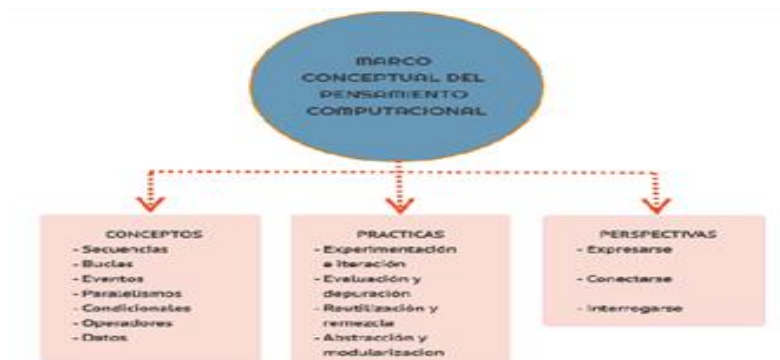 MARCO
CONCEPTUAL DEL
PENSAMIENTO
COMPUTACIONAL
CONCEPTOS
- Secuencias
- Bucles
- Eventos
- Paralelismos
- Condicionales
- Operadores
- Datos
PRACTICAS
- Experimentación
e iteración
- Evaluación y
depuración
- Reutilización y
remezcla
- Abstracción y
modularizacion
PERSPECTIVAS
- Expresarse
- Conectarse
- Interrogarse